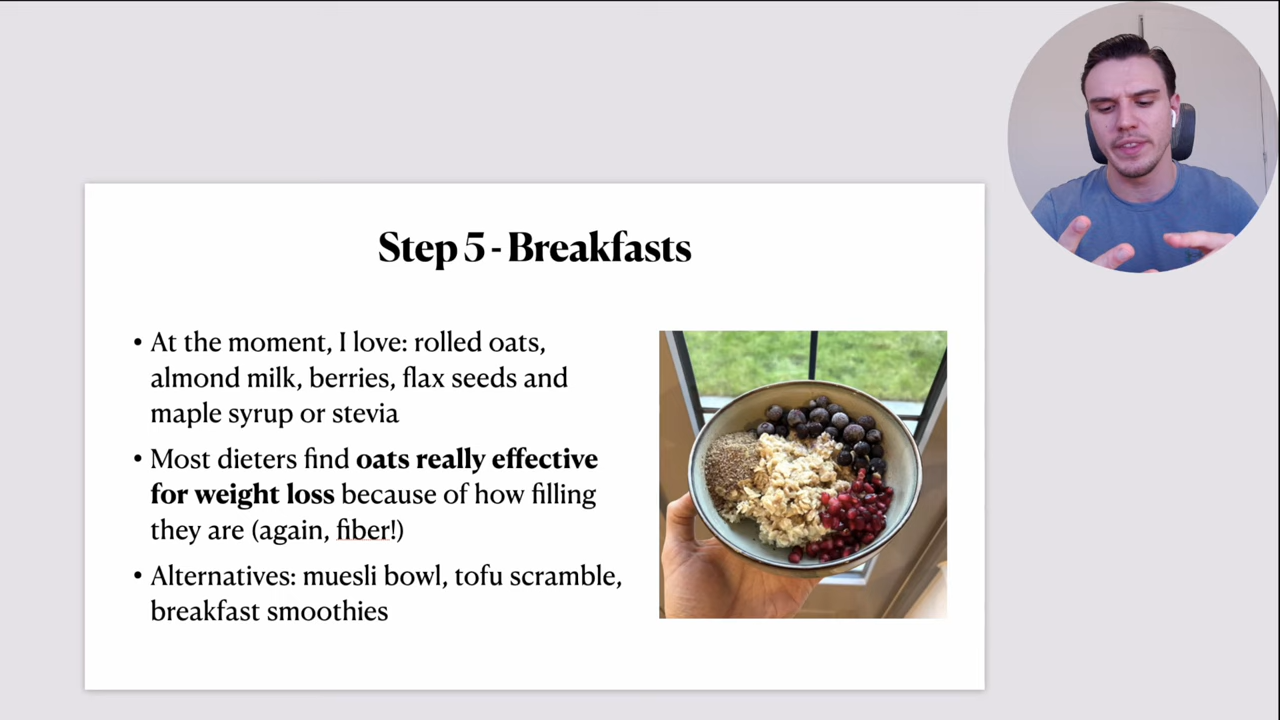 Step 5 - Breakfasts
• At the moment, I love: rolled oats,
almond milk, berries, flax seeds and
maple syrup or stevia
• Most dieters find oats really effective
for weight loss because of how filling
they are (again, fiber!)
• Alternatives: muesli bowl, tofu scramble,
breakfast smoothies